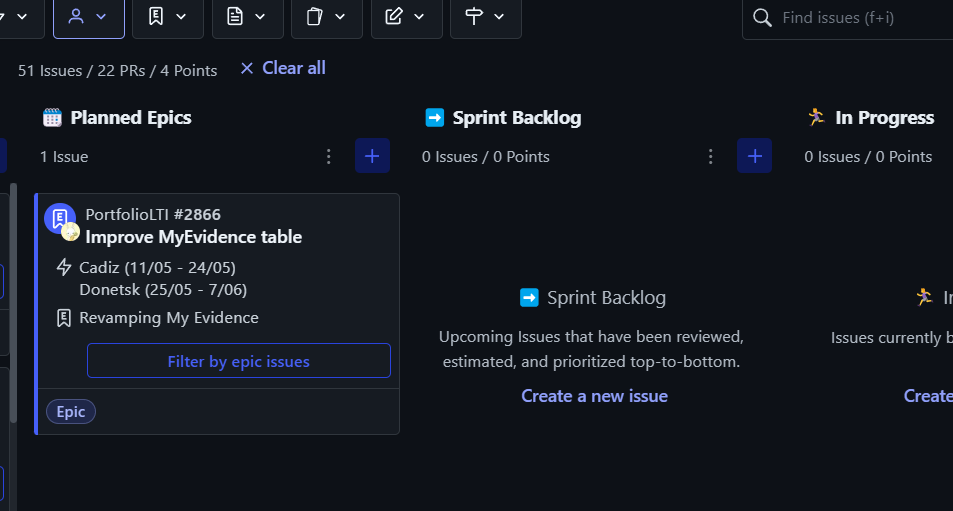 Find issues (f+i)
51 Issues / 22 PRs / 4 Points
Clear all
Planned Epics
1 Issue
PortfolioLTI #2866
Improve MyEvidence table
Cadiz (11/05 - 24/05)
Donetsk (25/05 - 7/06)
Revamping My Evidence
Filter by epic issues
Epic
Sprint Backlog
0 Issues / 0 Points
Sprint Backlog
Upcoming Issues that have been reviewed,
estimated, and prioritized top-to-bottom.
Create a new issue
In Progress
0 Issues / 0 Points
Issues currently b
Create